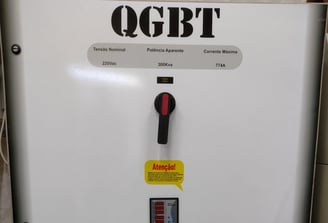 QGBT
Tensão Nominal Potência Aparente Corrente Máxima
220Vac 300Kva 774A
Atenção!